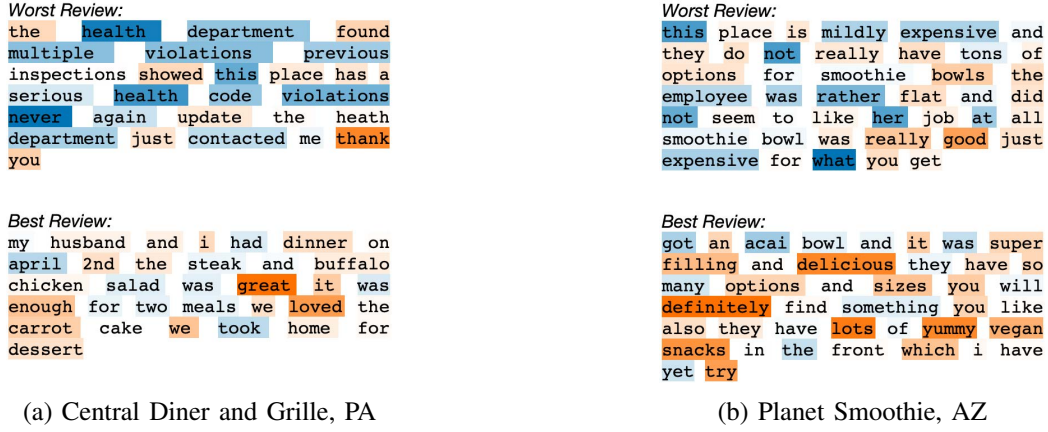 Worst Review:
the health department found
multiple violations previous
inspections showed this place has a
serious health code violations
never again update the heath
department just contacted me thank
you
Best Review:
my husband and i had dinner on
april 2nd the steak and buffalo
chicken salad was great it was
enough for two meals we loved the
carrot cake we took home for
dessert
(a) Central Diner and Grille, PA
Worst Review:
this place is mildly expensive and
they do not really have tons of
options for smoothie bowls the
employee was rather flat and did
not seem to like her job at all
smoothie bowl was really good just
expensive for what you get
Best Review:
got an acai bowl and it was super
filling and delicious they have so
many options and sizes you will
definitely find something you like
also they have lots of yummy vegan
snacks in the front which i have
yet try
(b) Planet Smoothie, AZ